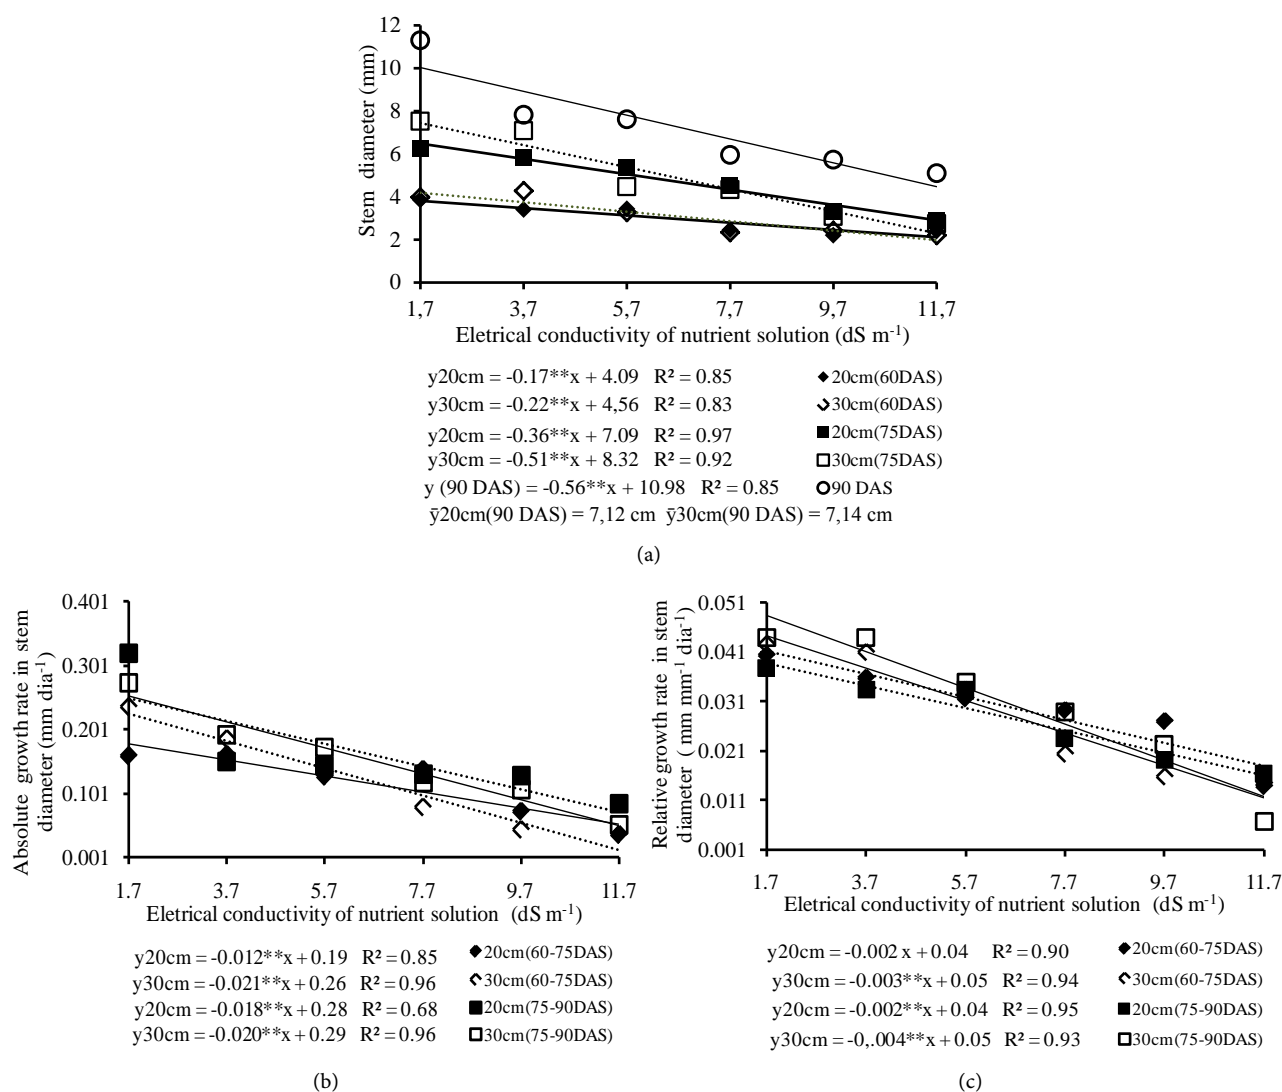 12
10
8
6
4
2
0
Stem diameter (mm)
1,7 3,7 5,7 7,7 9,7 11,7
Eletrical conductivity of nutrient solution (dS m-1)
y20cm = -0.17**x + 4.09 R² = 0.85
y30cm = -0.22**x + 4,56 R² = 0.83
y20cm = -0.36**x + 7.09 R² = 0.97
y30cm = -0.51**x + 8.32 R² = 0.92
y (90 DAS) = -0.56**x + 10.98 R² = 0.85
ȳ20cm(90 DAS) = 7,12 cm ȳ30cm(90 DAS) = 7,14 cm
20cm(60DAS)
30cm(60DAS)
20cm(75DAS)
30cm(75DAS)
90 DAS
(a)
0.401
0.301
0.201
0.101
0.001
Absolute growth rate in stem
diameter (mm dia-1)
1.7 3.7 5.7 7.7 9.7 11.7
Eletrical conductivity of nutrient solution (dS m-1)
y20cm = -0.012**x + 0.19 R² = 0.85
y30cm = -0.021**x + 0.26 R² = 0.96
y20cm = -0.018**x + 0.28 R² = 0.68
y30cm = -0.020**x + 0.29 R² = 0.96
20cm(60-75DAS)
30cm(60-75DAS)
20cm(75-90DAS)
30cm(75-90DAS)
(b)
0.051
0.041
0.031
0.021
0.011
0.001
Relative growth rate in stem
diameter ( mm mm-1 dia-1)
1.7 3.7 5.7 7.7 9.7 11.7
Eletrical conductivity of nutrient solution (dS m-1)
y20cm = -0.002 x + 0.04 R² = 0.90
y30cm = -0.003**x + 0.05 R² = 0.94
y20cm = -0.002**x + 0.04 R² = 0.95
y30cm = -0,.004**x + 0.05 R² = 0.93
20cm(60-75DAS)
30cm(60-75DAS)
20cm(75-90DAS)
30cm(75-90DAS)
(c)